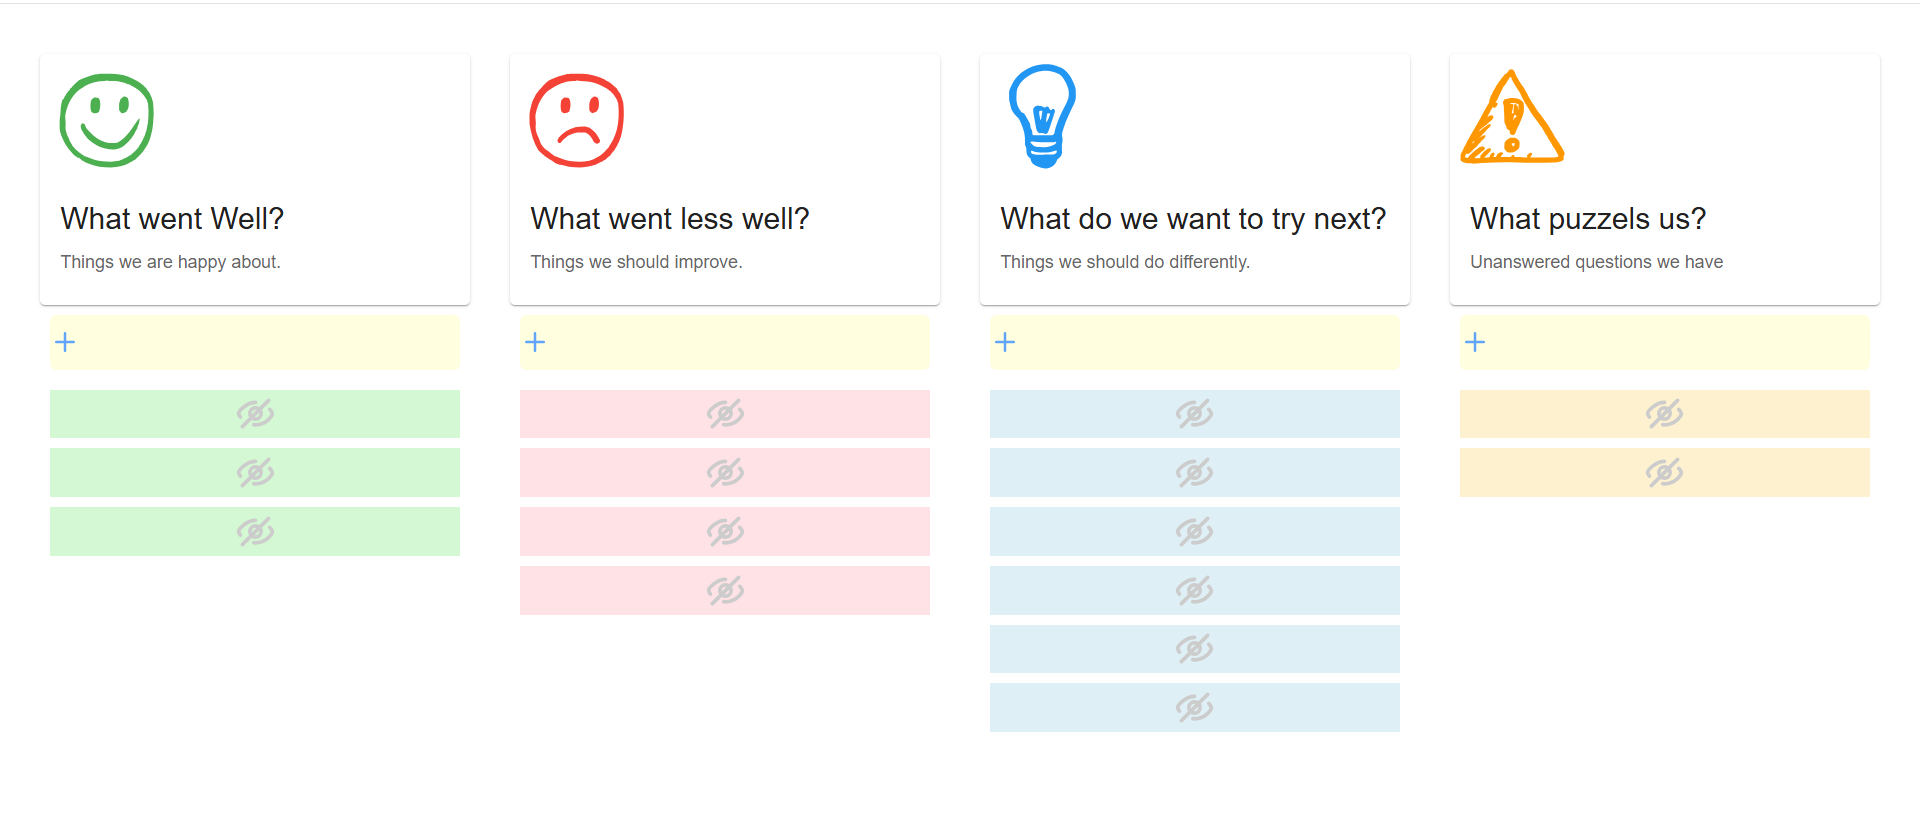 What went Well?
Things we are happy about.
What went less well?
Things we should improve.
What do we want to try next?
Things we should do differently.
What puzzels us?
Unanswered questions we have